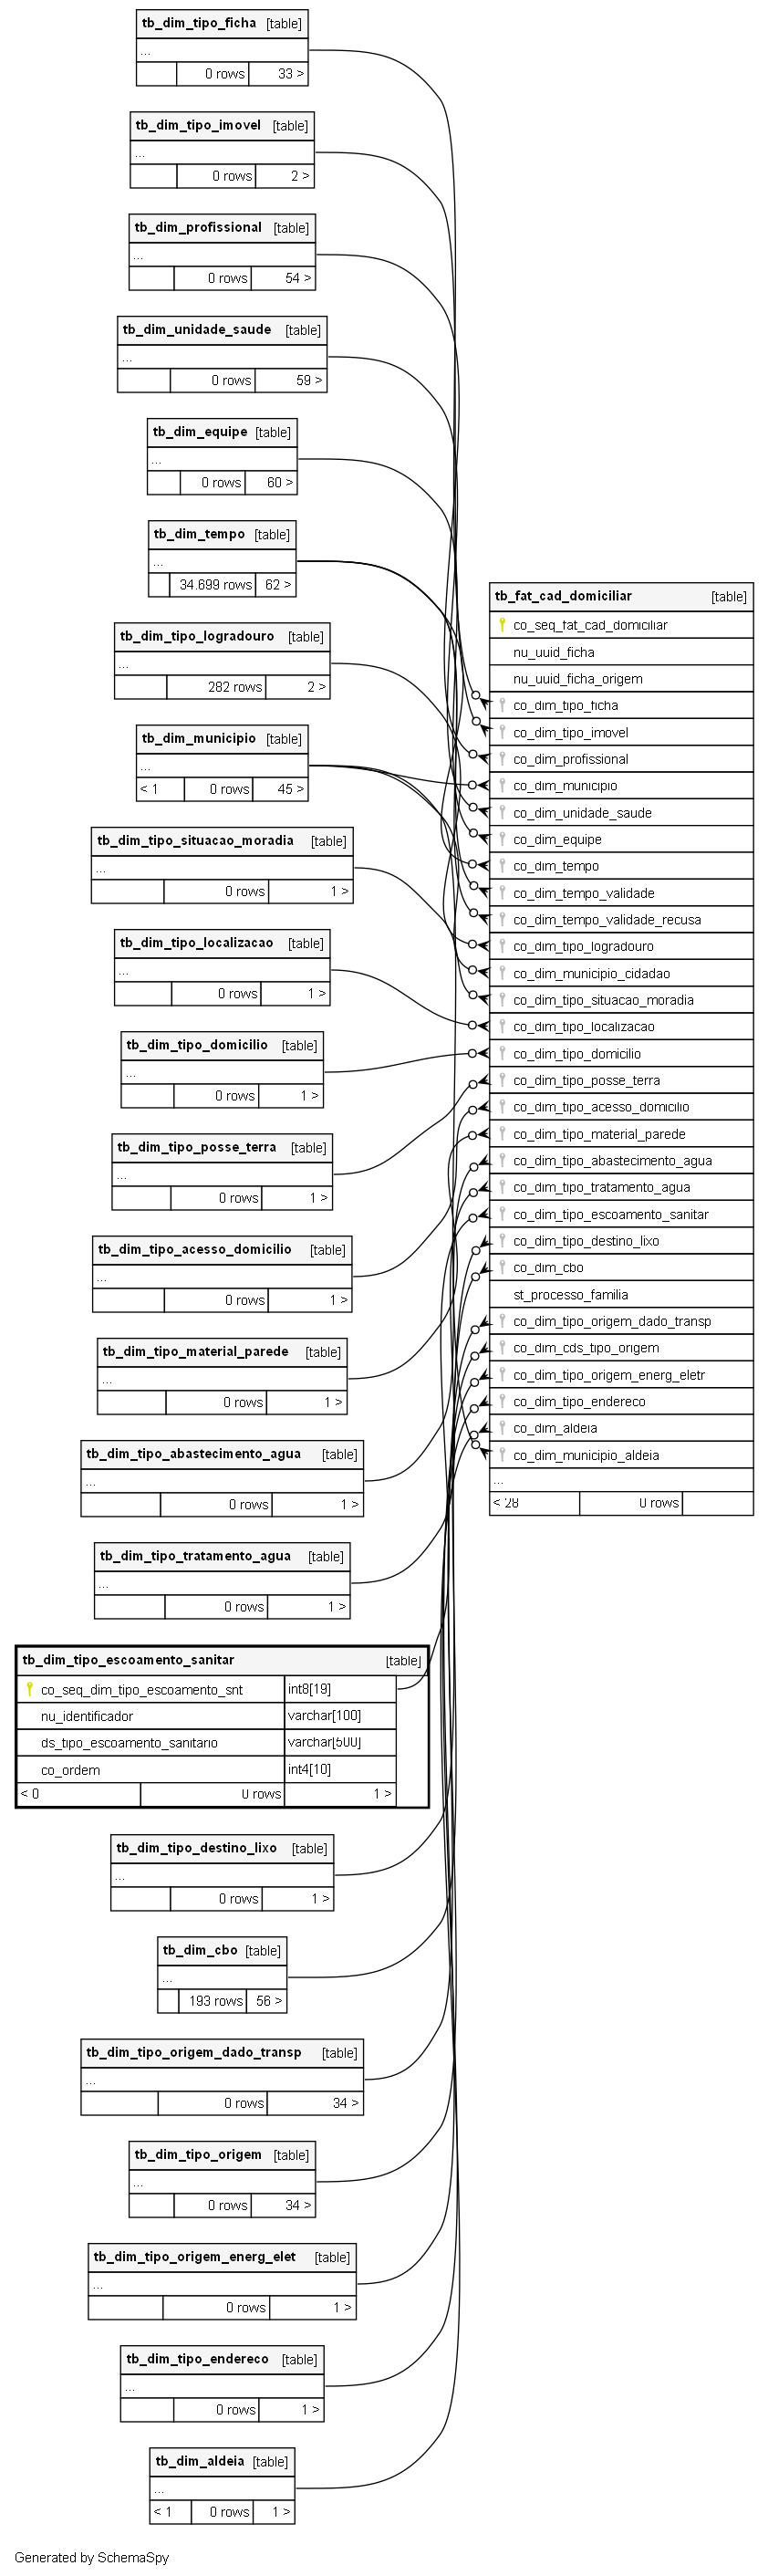 tb_dim_tipo_ficha [table]
...
0 rows 33 >
tb_dim_tipo_imovel [table]
...
0 rows 2 >
tb_dim_profissional [table]
...
0 rows 54 >
tb_dim_unidade_saude [table]
...
0 rows 59 >
tb_dim_equipe [table]
...
0 rows 60 >
tb_dim_tempo [table]
...
34.699 rows 62 >
tb_dim_tipo_logradouro [table]
...
282 rows 2 >
tb_dim_municipio [table]
...
< 1 0 rows 45 >
tb_dim_tipo_situacao_moradia [table]
...
0 rows 1 >
tb_dim_tipo_localizacao [table]
...
0 rows 1 >
tb_dim_tipo_domicilio [table]
...
0 rows 1 >
tb_dim_tipo_posse_terra [table]
...
0 rows 1 >
tb_dim_tipo_acesso_domicilio [table]
...
0 rows 1 >
tb_dim_tipo_material_parede [table]
...
0 rows 1 >
tb_dim_tipo_abastecimento_agua [table]
...
0 rows 1 >
tb_dim_tipo_tratamento_agua [table]
...
0 rows 1 >
tb_dim_tipo_escoamento_sanitar [table]
co_seq_dim_tipo_escoamento_snt int8[19]
nu_identificador varchar[100]
ds_tipo_escoamento_sanitario varchar[500]
co_ordem int4[10]
< 0 0 rows 1 >
tb_dim_tipo_destino_lixo [table]
...
0 rows 1 >
tb_dim_cbo [table]
...
193 rows 56 >
tb_dim_tipo_origem_dado_transp [table]
...
0 rows 34 >
tb_dim_tipo_origem [table]
...
0 rows 34 >
tb_dim_tipo_origem_energ_elet [table]
...
0 rows 1 >
tb_dim_tipo_endereco [table]
...
0 rows 1 >
tb_dim_aldeia [table]
...
< 1 0 rows 1 >
tb_fat_cad_domiciliar [table]
co_seq_fat_cad_domiciliar
nu_uuid_ficha
nu_uuid_ficha_origem
co_dim_tipo_ficha
co_dim_tipo_imovel
co_dim_profissional
co_dim_municipio
co_dim_unidade_saude
co_dim_equipe
co_dim_tempo
co_dim_tempo_validade
co_dim_tempo_validade_recusa
co_dim_tipo_logradouro
co_dim_municipio_cidadao
co_dim_tipo_situacao_moradia
co_dim_tipo_localizacao
co_dim_tipo_domicilio
co_dim_tipo_posse_terra
co_dim_tipo_acesso_domicilio
co_dim_tipo_material_parede
co_dim_tipo_abastecimento_agua
co_dim_tipo_tratamento_agua
co_dim_tipo_escoamento_sanitar
co_dim_tipo_destino_lixo
co_dim_cbo
st_processo_familia
co_dim_tipo_origem_dado_transp
co_dim_cds_tipo_origem
co_dim_tipo_origem_energ_eletr
co_dim_tipo_endereco
co_dim_aldeia
co_dim_municipio_aldeia
...
< 28 0 rows
Generated by SchemaSpy